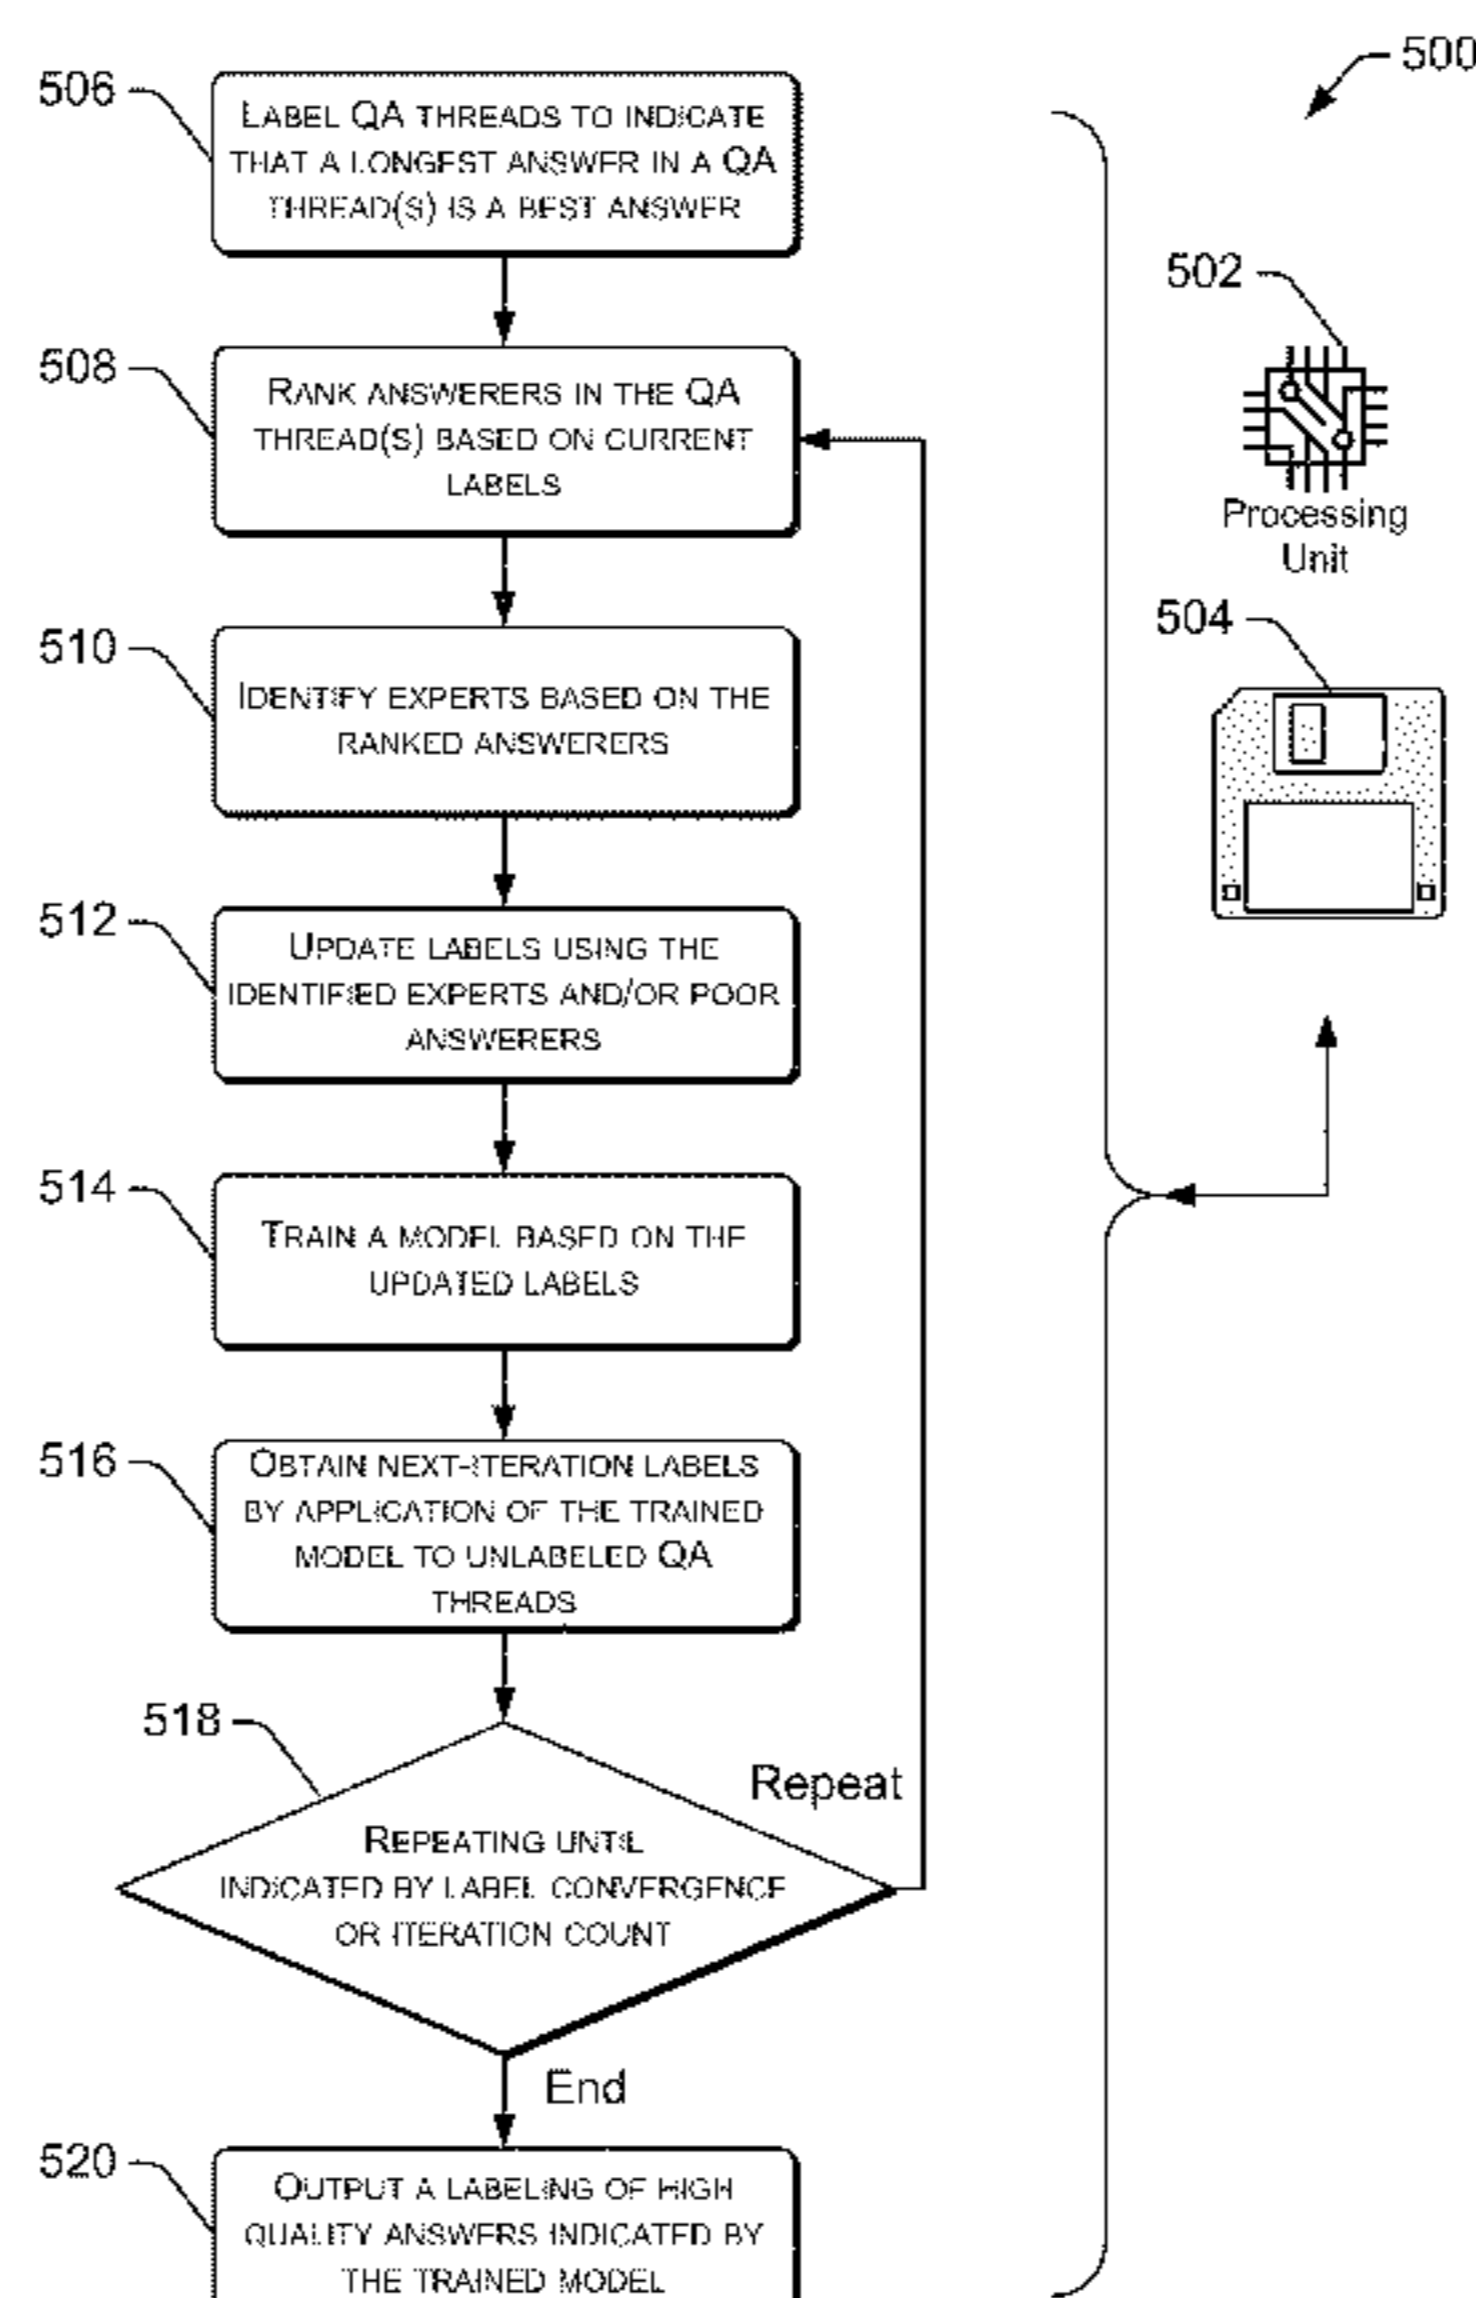 500
506
LABEL QA THREADS TO INDICATE
THAT A LONGEST ANSWER IN A QA
THREAD(S) IS A BEST ANSWER
502
Processing
Unit
508
RANK ANSWERERS IN THE QA
THREAD(S) BASED ON CURRENT
LABELS
504
510
IDENTIFY EXPERTS BASED ON THE
RANKED ANSWERERS
512
UPDATE LABELS USING THE
IDENTIFIED EXPERTS AND/OR POOR
ANSWERERS
514
TRAIN A MODEL BASED ON THE
UPDATED LABELS
516
OBTAIN NEXT-ITERATION LABELS
BY APPLICATION OF THE TRAINED
MODEL TO UNLABELED QA
THREADS
518
Repeat
REPEATING UNTIL
INDICATED BY LABEL CONVERGENCE
OR ITERATION COUNT
End
520
OUTPUT A LABELING OF HIGH
QUALITY ANSWERS INDICATED BY
THE TRAINED MODEL